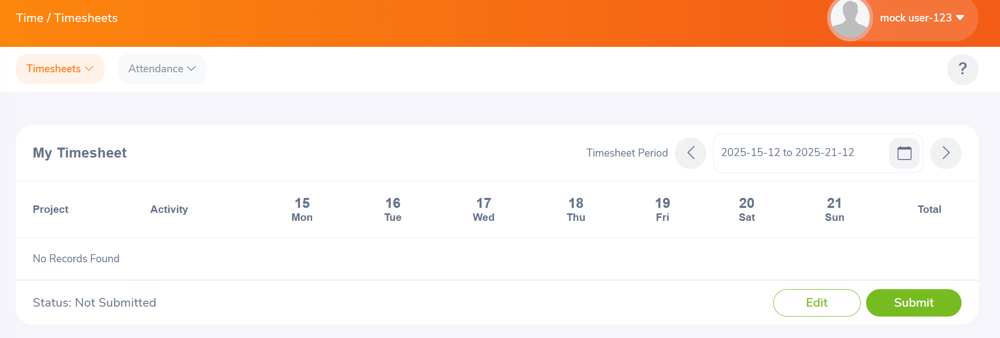 Time / Timesheets
mock user-123
Timesheets
Attendance
?
My Timesheet
Timesheet Period
2025-15-12 to 2025-21-12
Project
Activity
15
Mon
16
Tue
17
Wed
18
Thu
19
Fri
20
Sat
21
Sun
Total
No Records Found
Status: Not Submitted
Edit
Submit